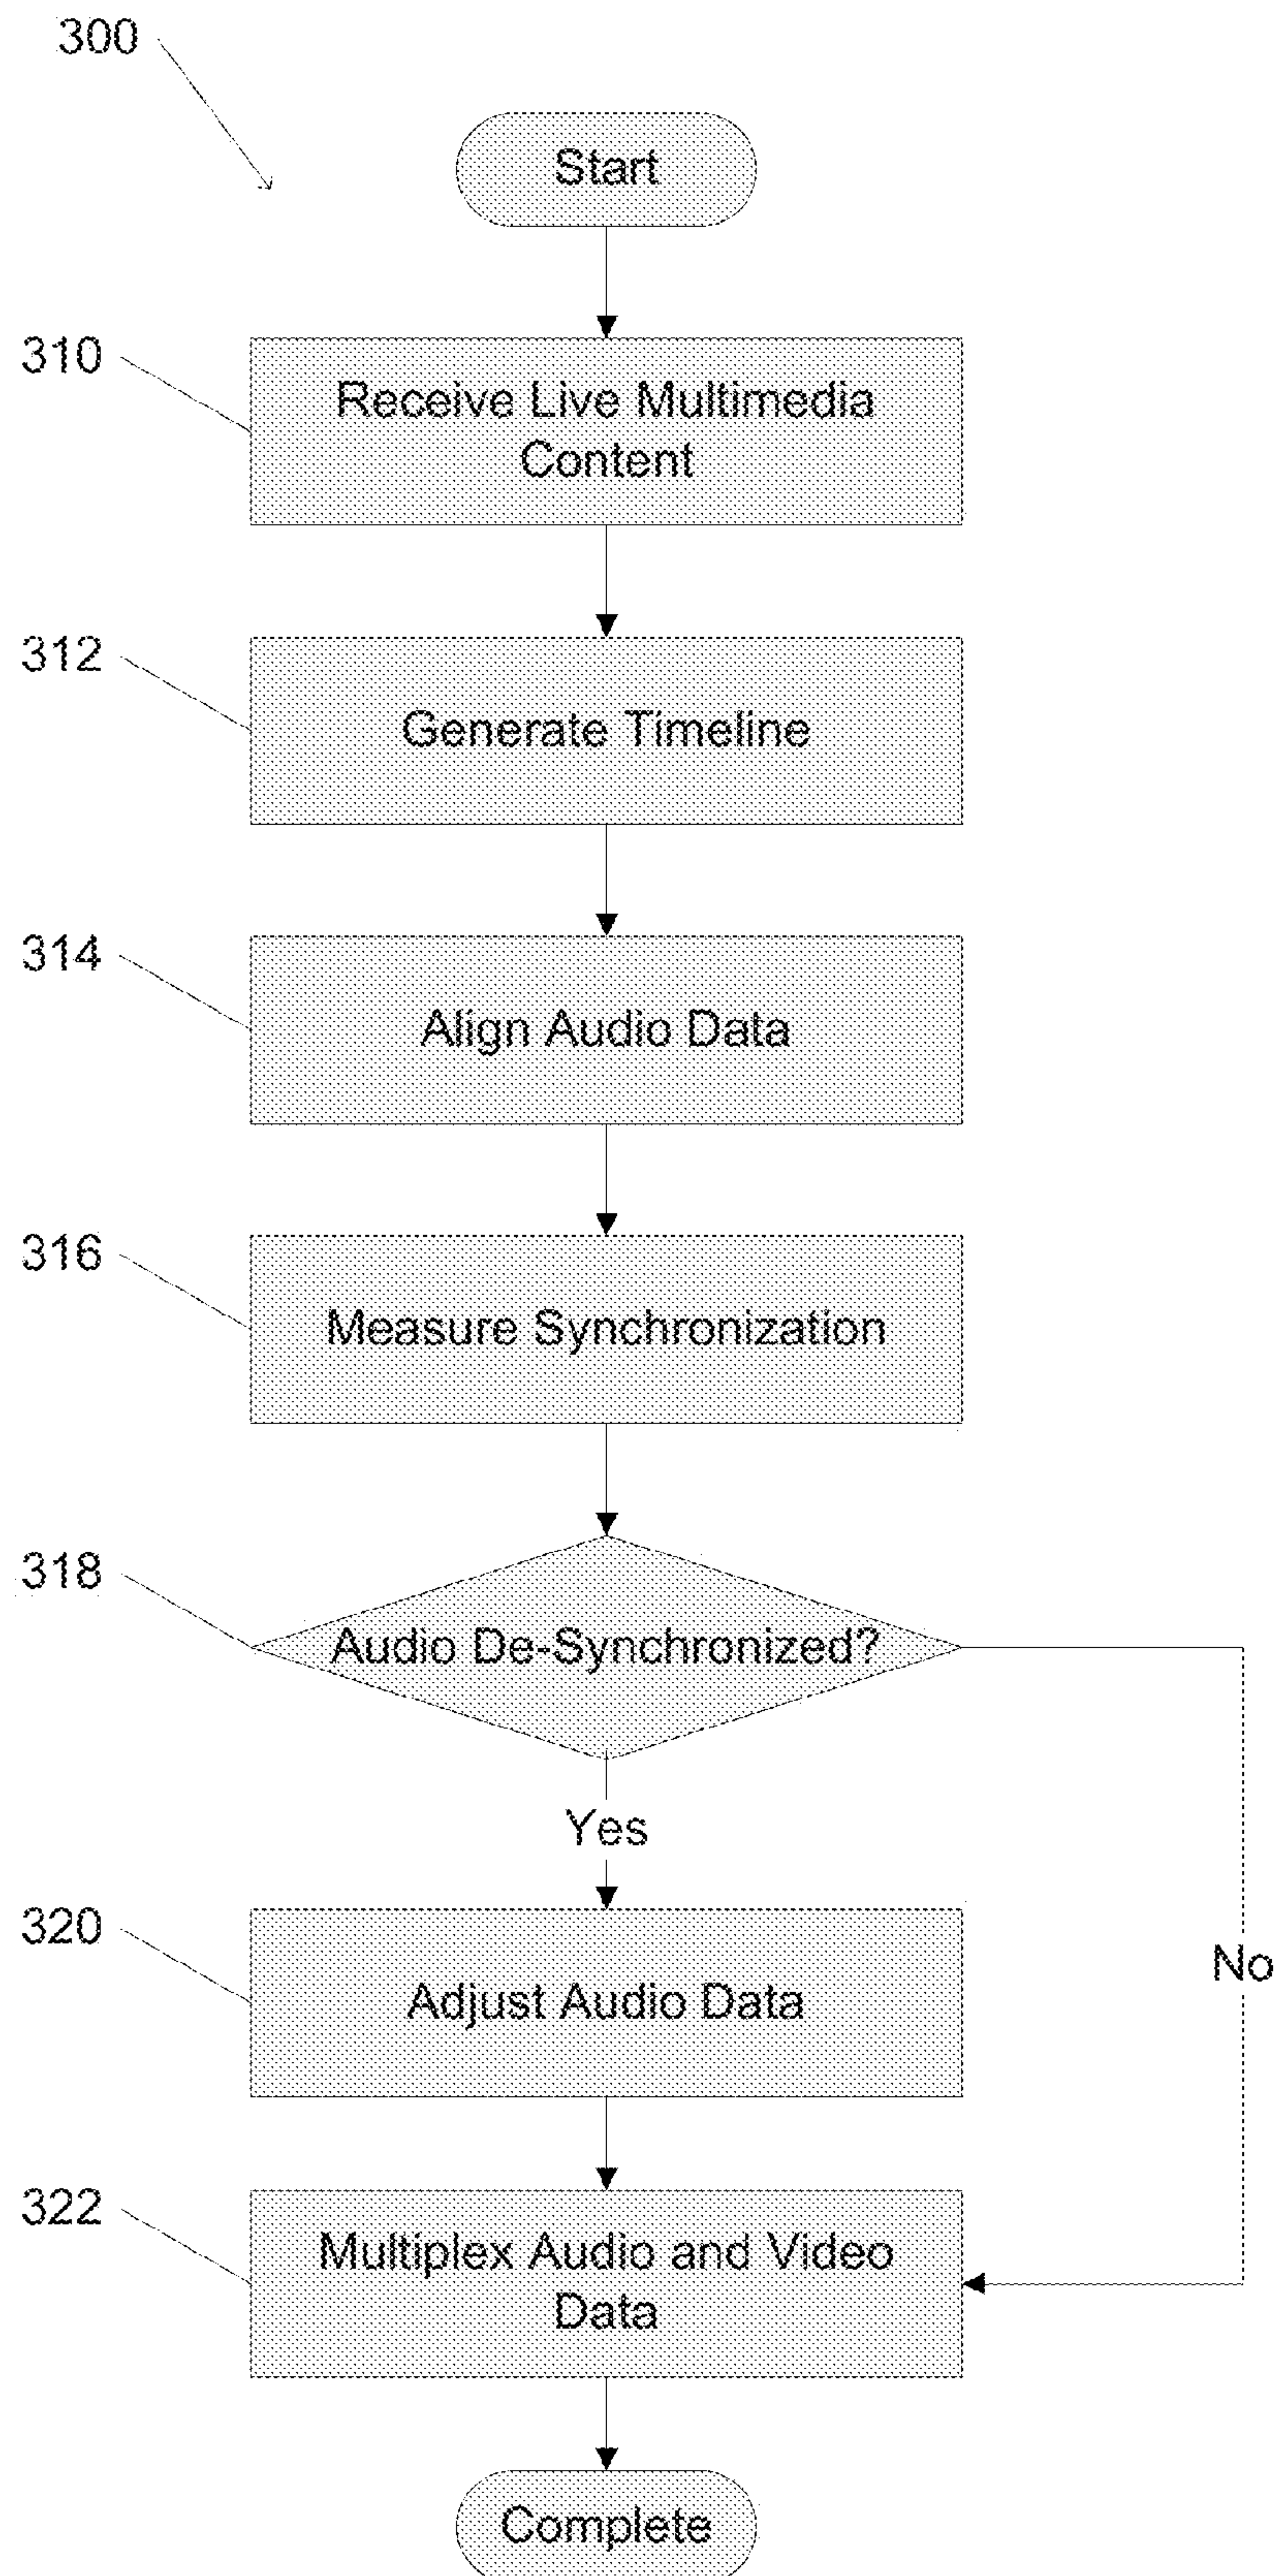 300
Start
310
Receive Live Multimedia
Content
312
Generate Timeline
314
Align Audio Data
316
Measure Synchronization
318
Audio De-Synchronized?
Yes
320
Adjust Audio Data
No
322
Multiplex Audio and Video
Data
Complete